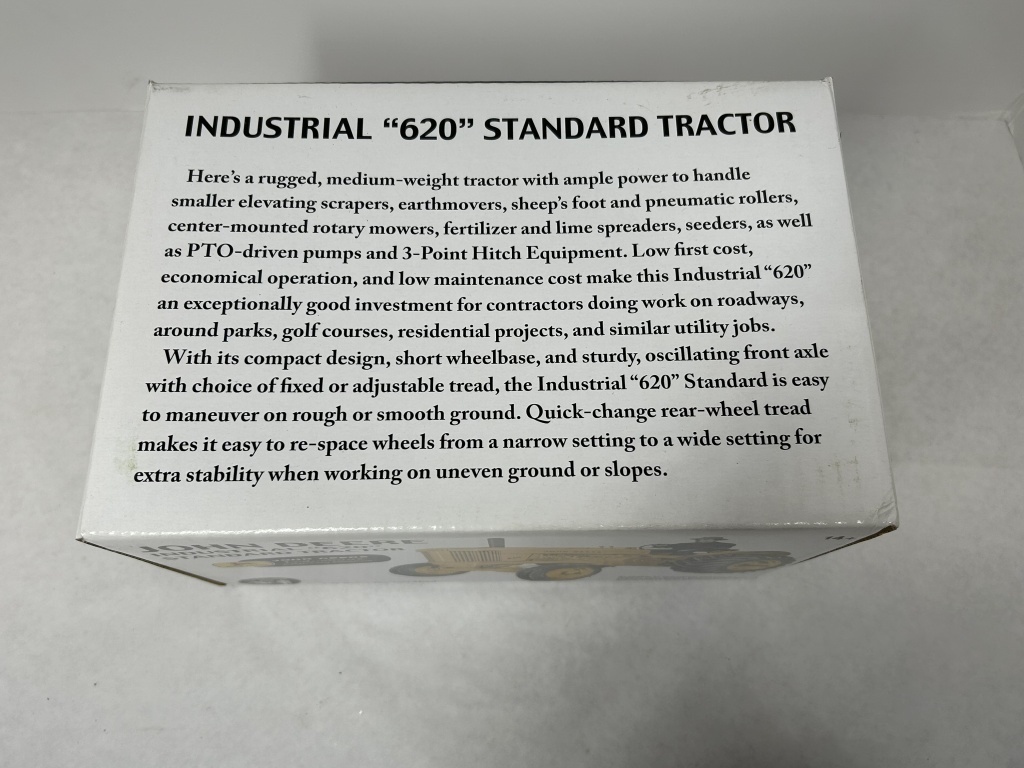 INDUSTRIAL “620” STANDARD TRACTOR
Here’s a rugged, medium-weight tractor with ample power to handle
smaller elevating scrapers, earthmovers, sheep’s foot and pneumatic rollers,
center-mounted rotary mowers, fertilizer and lime spreaders, seeders, as well
as PTO-driven pumps and 3-Point Hitch Equipment. Low first cost,
economical operation, and low maintenance cost make this Industrial “620”
an exceptionally good investment for contractors doing work on roadways,
around parks, golf courses, residential projects, and similar utility jobs.
With its compact design, short wheelbase, and sturdy, oscillating front axle
with choice of fixed or adjustable tread, the Industrial “620” Standard is easy
to maneuver on rough or smooth ground. Quick-change rear-wheel tread
makes it easy to re-space wheels from a narrow setting to a wide setting for
extra stability when working on uneven ground or slopes.
JOHN DEERE
STANDARD TRACTOR
14+